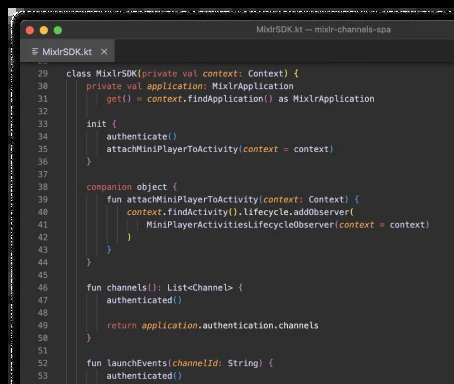 MixlrSDK.kt — mixlr-channels-spa
MixlrSDK.kt ×
29 class MixlrSDK(private val context: Context) {
30 private val application: MixlrApplication
31 get() = context.findApplication() as MixlrApplication
32
33 init {
34 authenticate()
35 attachMiniPlayerToActivity(context = context)
36 }
37
38 companion object {
39 fun attachMiniPlayerToActivity(context: Context) {
40 context.findActivity().lifecycle.addObserver(
41 MiniPlayerActivitiesLifecycleObserver(context = context)
42 )
43 }
44 }
45
46 fun channels(): List<Channel> {
47 authenticated()
48
49 return application.authentication.channels
50 }
51
52 fun launchEvents(channelId: String) {
53 authenticated()